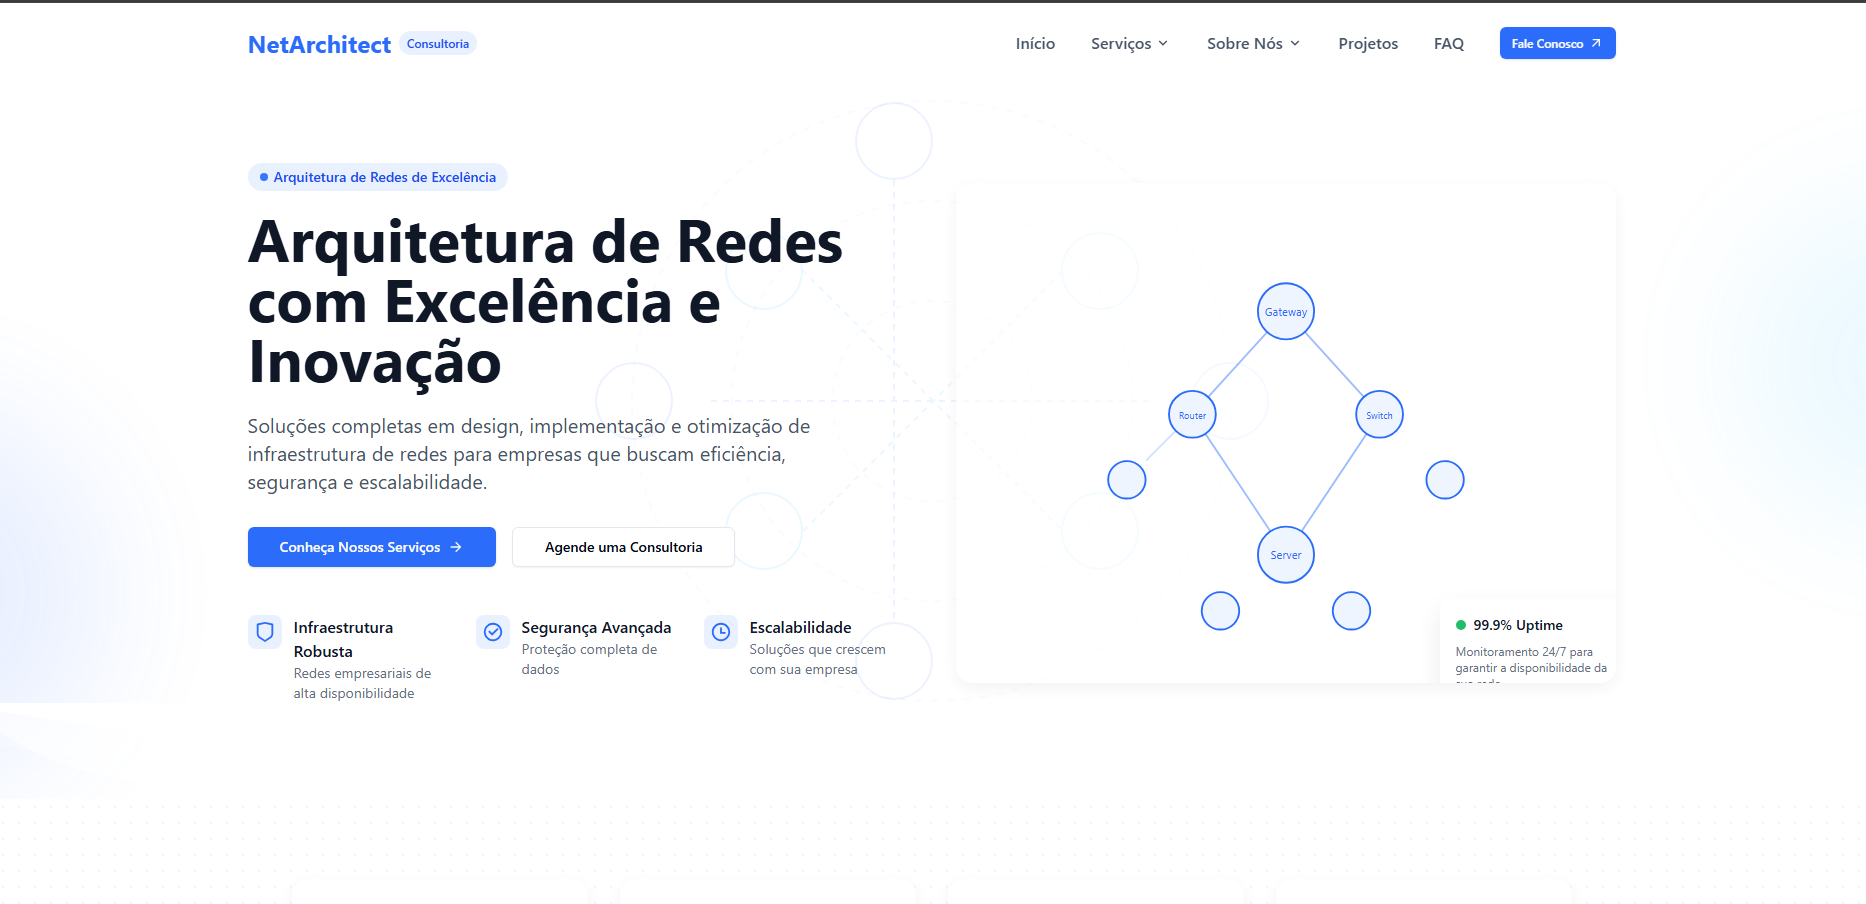 NetArchitect Consultoria
Início Serviços Sobre Nós Projetos FAQ Fale Conosco
Arquitetura de Redes de Excelência
Arquitetura de Redes
com Excelência e
Inovação
Soluções completas em design, implementação e otimização de
infraestrutura de redes para empresas que buscam eficiência,
segurança e escalabilidade.
Conheça Nossos Serviços
Agende uma Consultoria
Infraestrutura
Robusta
Redes empresariais de
alta disponibilidade
Segurança Avançada
Proteção completa de
dados
Escalabilidade
Soluções que crescem
com sua empresa
Gateway
Router
Switch
Server
99.9% Uptime
Monitoramento 24/7 para
garantir a disponibilidade da